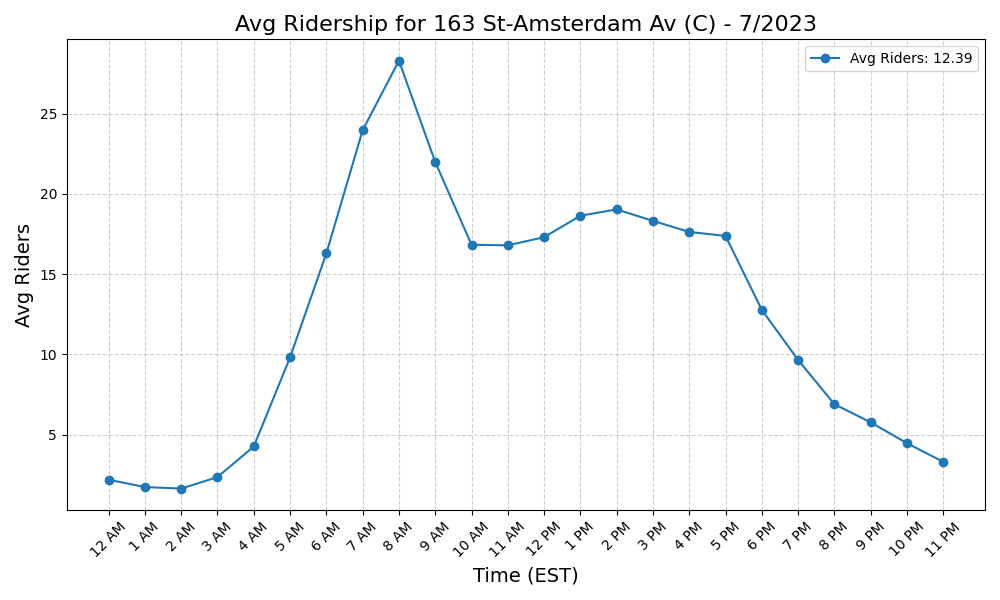 Avg Ridership for 163 St-Amsterdam Av (C) - 7/2023
Avg Riders: 12.39
Avg Riders
25
20
15
10
5
12 AM
1 AM
2 AM
3 AM
4 AM
5 AM
6 AM
7 AM
8 AM
9 AM
10 AM
11 AM
12 PM
1 PM
2 PM
3 PM
4 PM
5 PM
6 PM
7 PM
8 PM
9 PM
10 PM
11 PM
Time (EST)